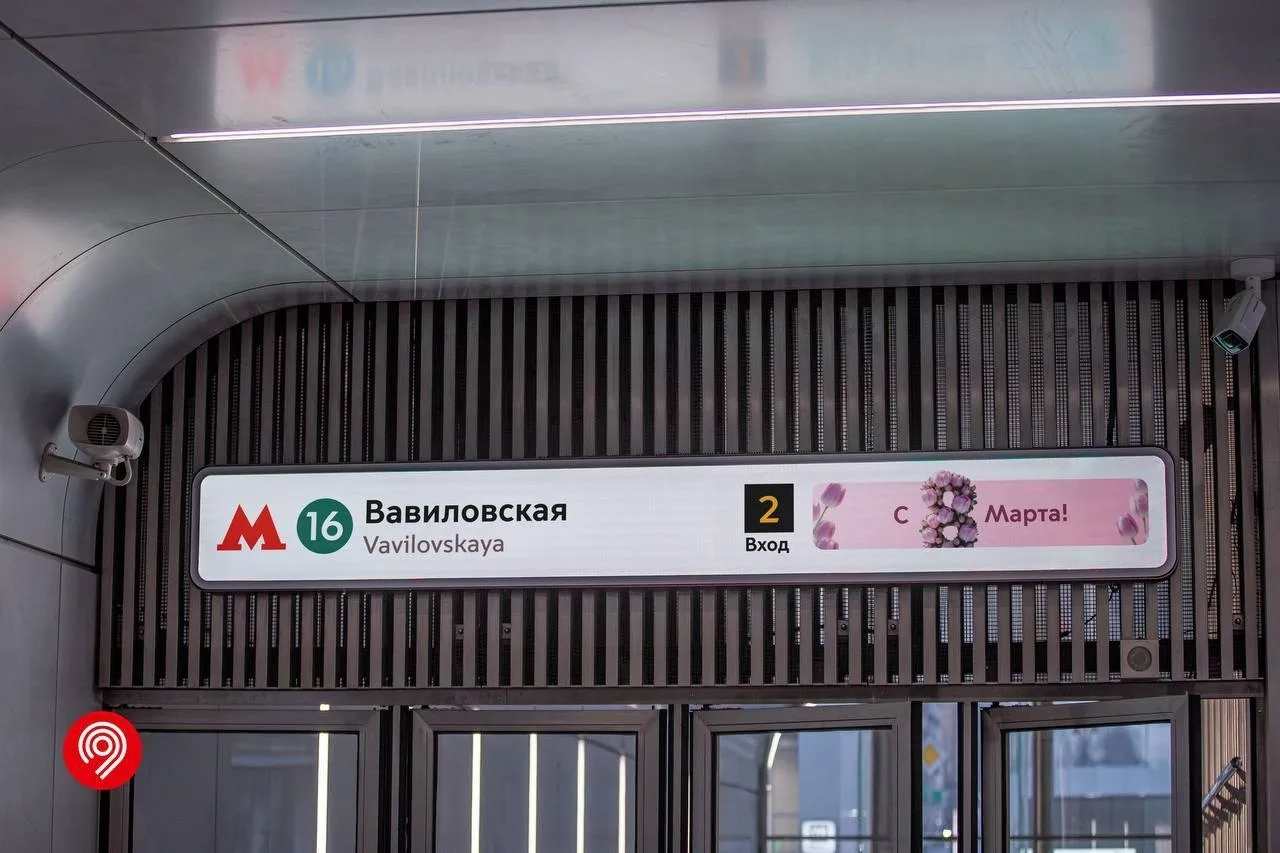 М 16 Вавиловская
Vavilovskaya
2
Вход
С 8 Марта!